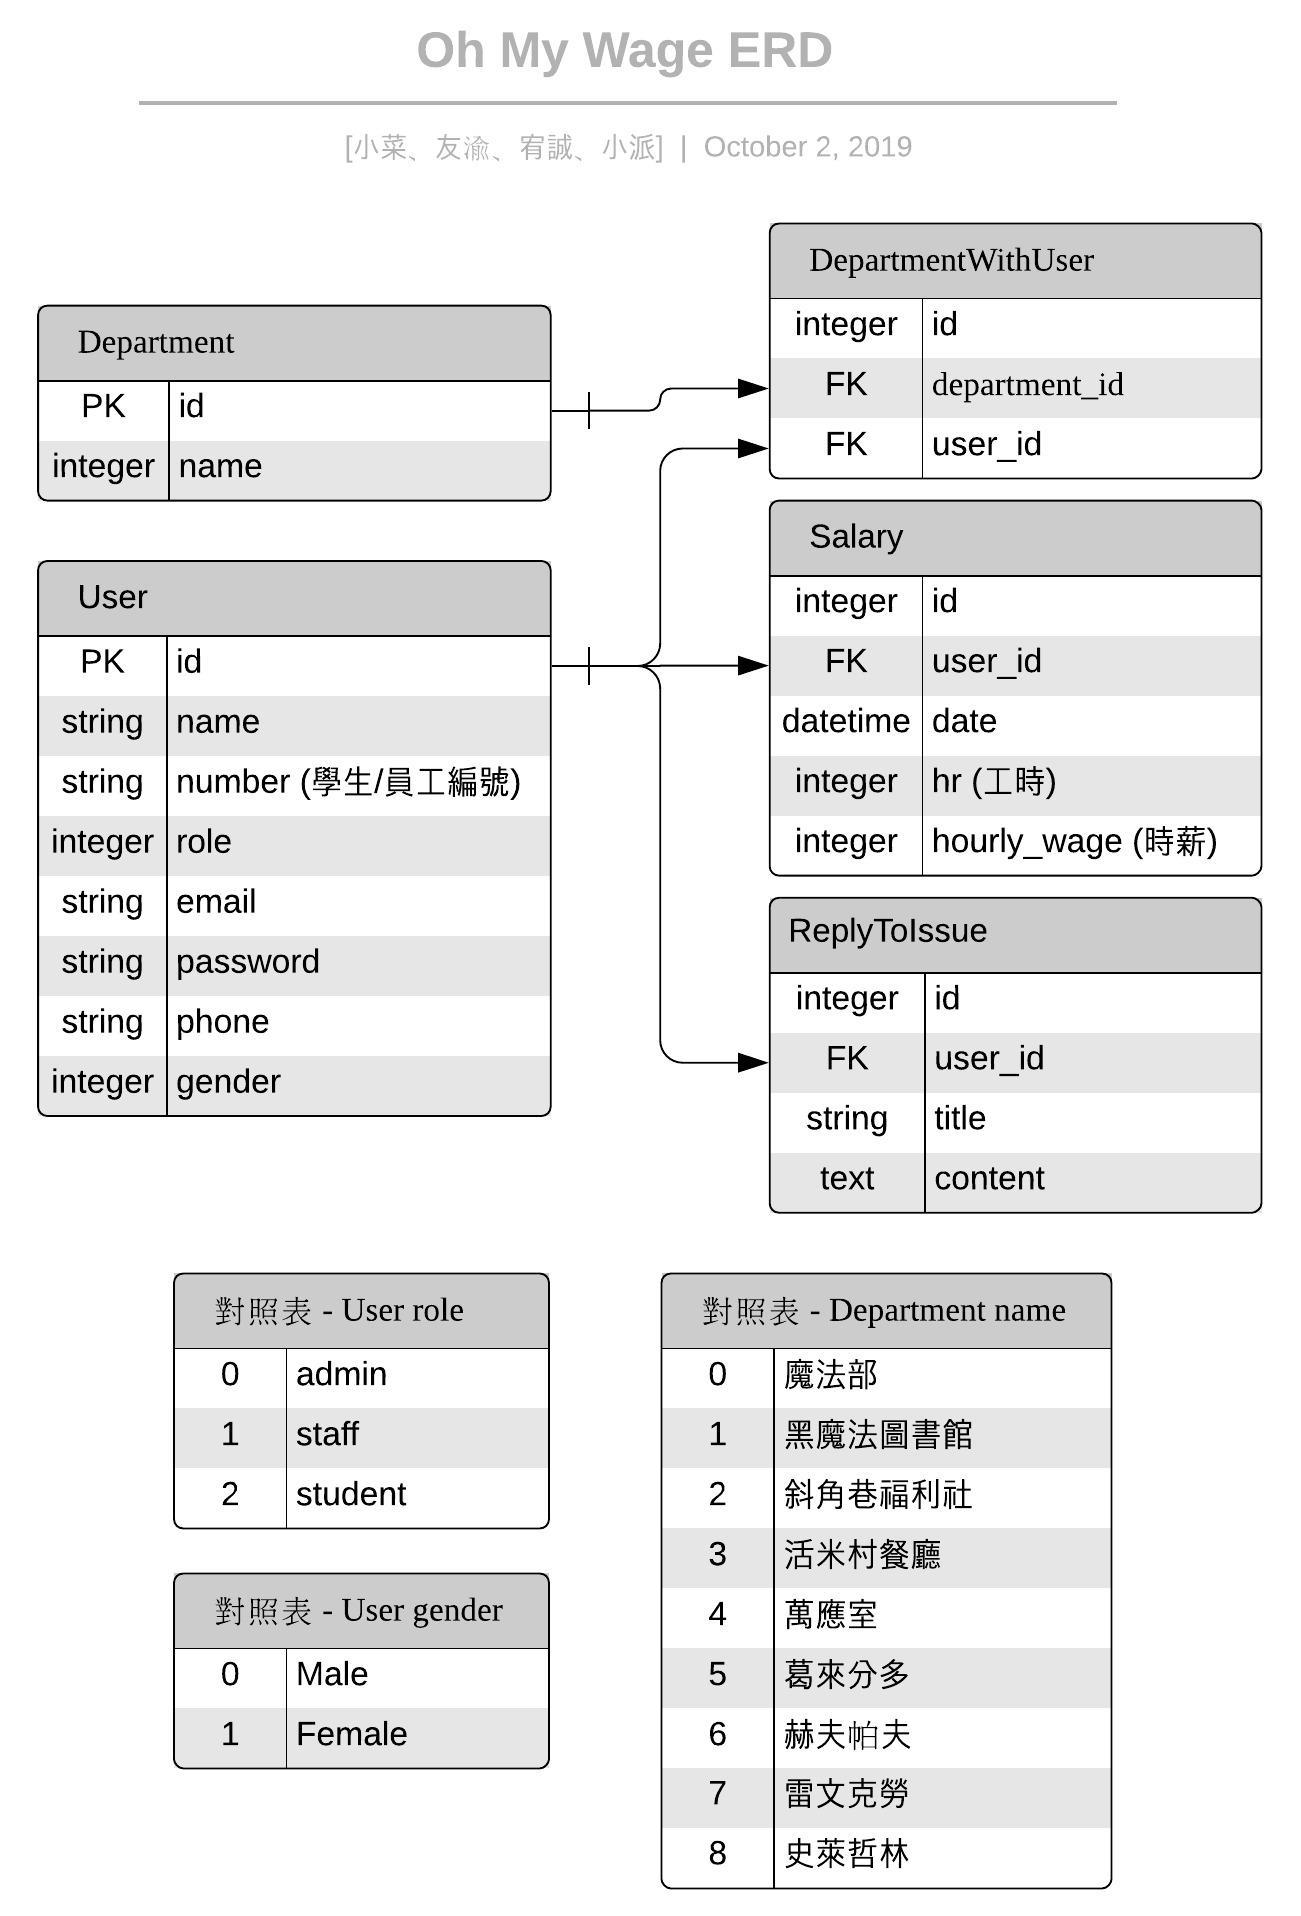 Oh My Wage ERD
[小菜、友渝、宥誠、小派] | October 2, 2019
Department
PK id
integer name
User
PK id
string name
string number (學生/員工編號)
integer role
string email
string password
string phone
integer gender
DepartmentWithUser
integer id
FK department_id
FK user_id
Salary
integer id
FK user_id
datetime date
integer hr (工時)
integer hourly_wage (時薪)
ReplyToIssue
integer id
FK user_id
string title
text content
對照表 - User role
0 admin
1 staff
2 student
對照表 - User gender
0 Male
1 Female
對照表 - Department name
0 魔法部
1 黑魔法圖書館
2 斜角巷福利社
3 活米村餐廳
4 萬應室
5 葛來分多
6 赫夫帕夫
7 雷文克勞
8 史萊哲林